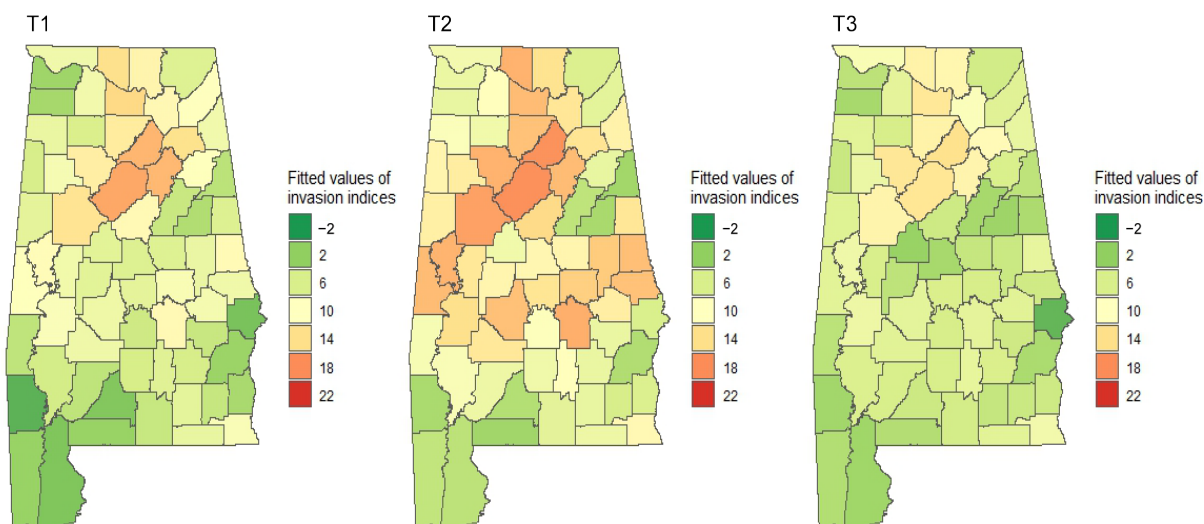 T1
T2
T3
Fitted values of
invasion indices
−2
2
6
10
14
18
22
Fitted values of
invasion indices
−2
2
6
10
14
18
22
Fitted values of
invasion indices
−2
2
6
10
14
18
22